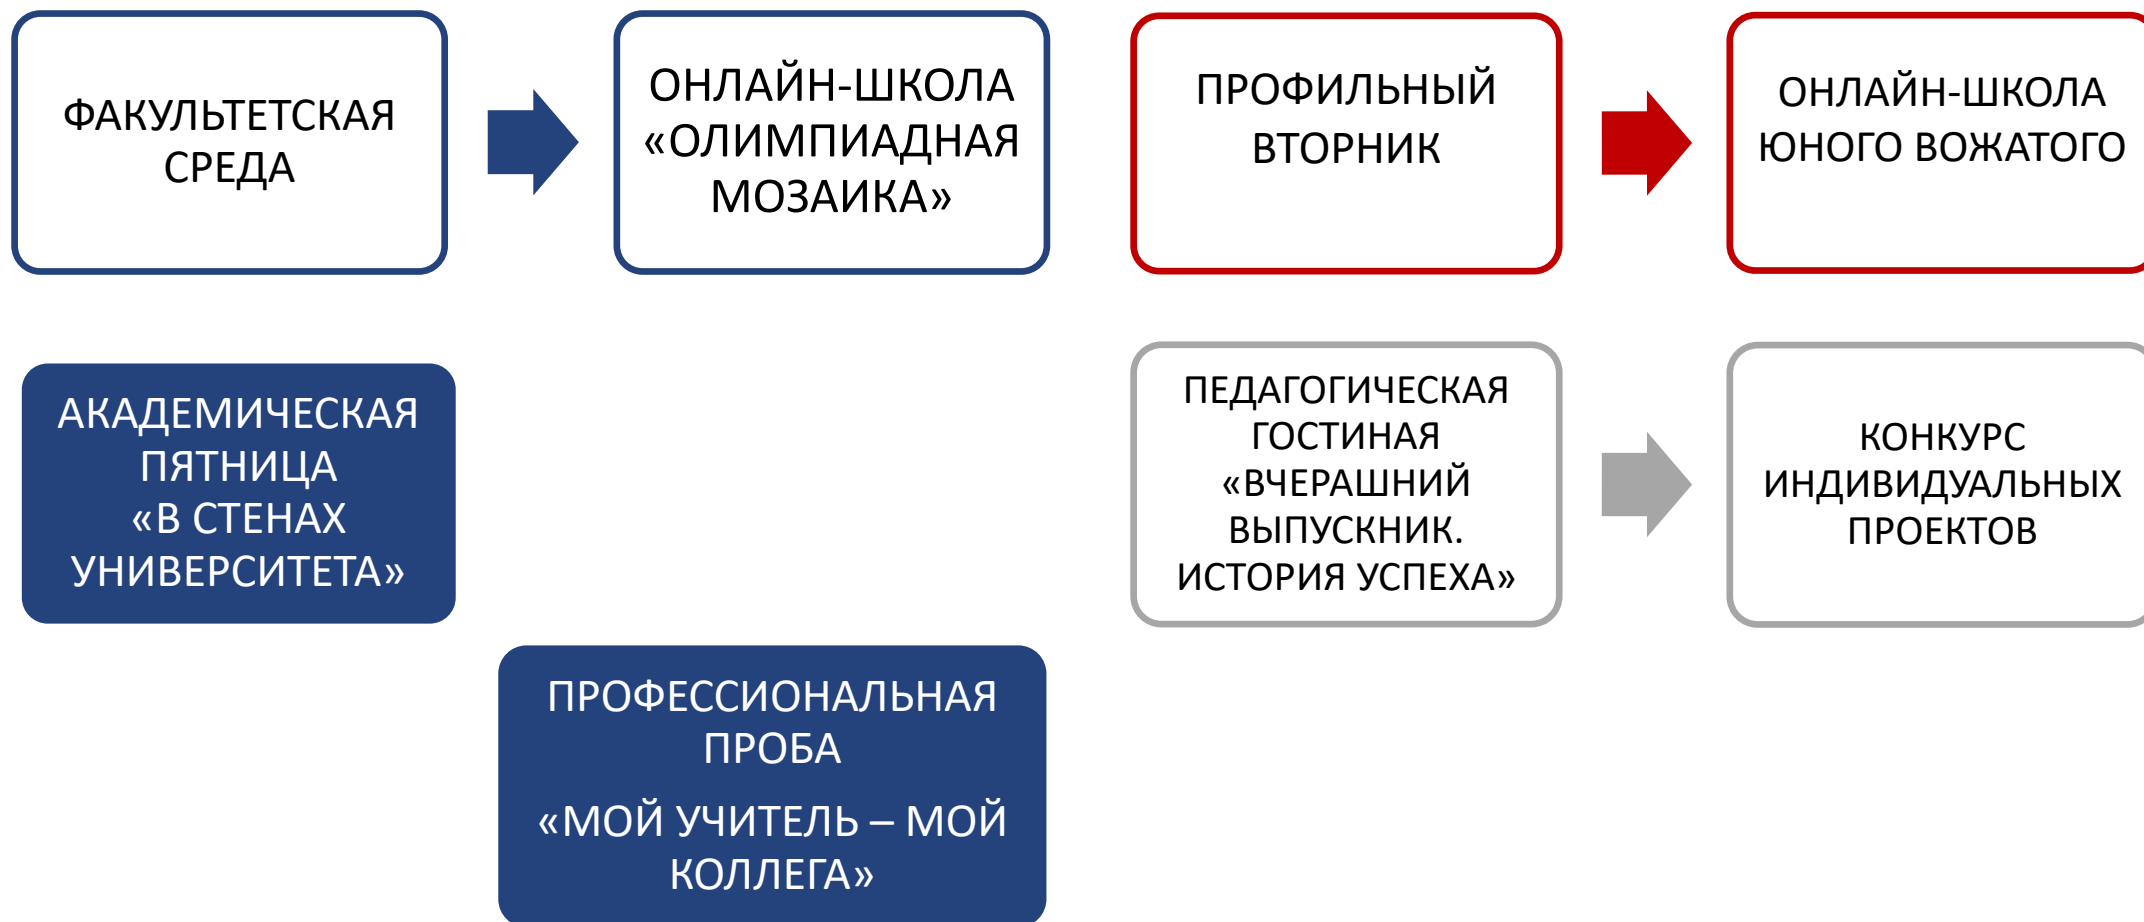 ФАКУЛЬТЕТСКАЯ
СРЕДА
ОНЛАЙН-ШКОЛА
«ОЛИМПИАДНАЯ
МОЗАИКА»
ПРОФИЛЬНЫЙ
ВТОРНИК
ОНЛАЙН-ШКОЛА
ЮНОГО ВОЖАТОГО
АКАДЕМИЧЕСКАЯ
ПЯТНИЦА
«В СТЕНАХ
УНИВЕРСИТЕТА»
ПЕДАГОГИЧЕСКАЯ
ГОСТИНАЯ
«ВЧЕРАШНИЙ
ВЫПУСКНИК.
ИСТОРИЯ УСПЕХА»
КОНКУРС
ИНДИВИДУАЛЬНЫХ
ПРОЕКТОВ
ПРОФЕССИОНАЛЬНАЯ
ПРОБА
«МОЙ УЧИТЕЛЬ – МОЙ
КОЛЛЕГА»